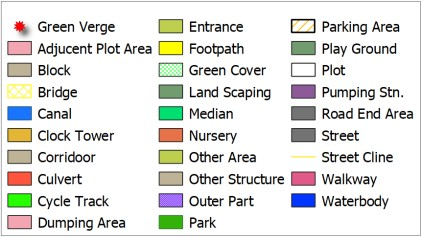 Green Verge
Adjucent Plot Area
Block
Bridge
Canal
Clock Tower
Corridoor
Culvert
Cycle Track
Dumping Area
Entrance
Footpath
Green Cover
Land Scaping
Median
Nursery
Other Area
Other Structure
Outer Part
Park
Parking Area
Play Ground
Plot
Pumping Stn.
Road End Area
Street
Street Cline
Walkway
Waterbody